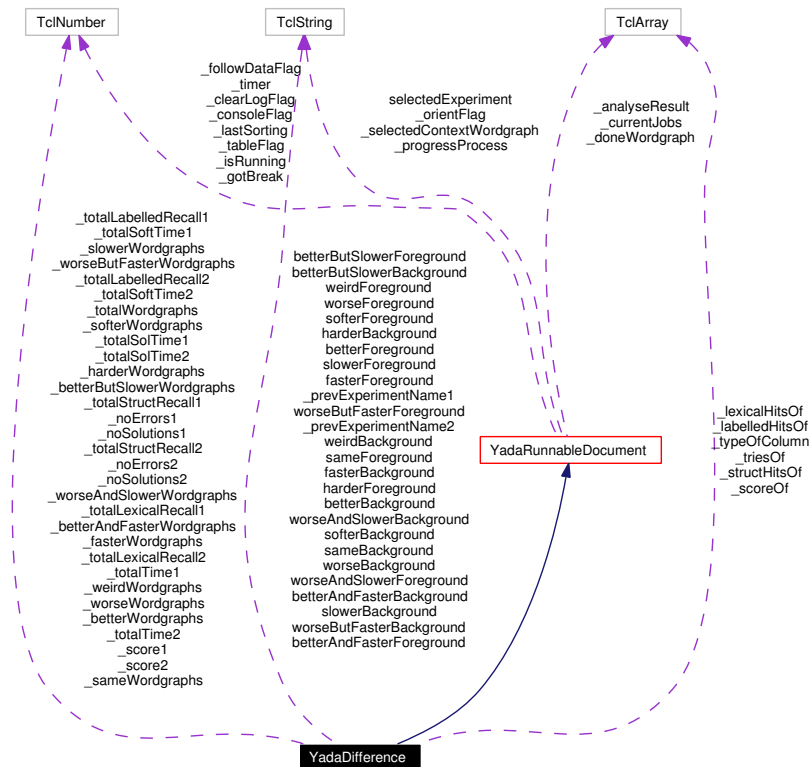 TclNumber
TclString
TclArray
_followDataFlag
_timer
_clearLogFlag
_consoleFlag
_lastSorting
_tableFlag
_isRunning
_gotBreak
selectedExperiment
_orientFlag
_selectedContextWordgraph
_progressProcess
_analyseResult
_currentJobs
_doneWordgraph
_totalLabelledRecall1
_totalSoftTime1
_slowerWordgraphs
_worseButFasterWordgraphs
_totalLabelledRecall2
_totalSoftTime2
_totalWordgraphs
_softerWordgraphs
_totalSolTime1
_totalSolTime2
_harderWordgraphs
_betterButSlowerWordgraphs
_totalStructRecall1
_noErrors1
_noSolutions1
_totalStructRecall2
_noErrors2
_noSolutions2
_worseAndSlowerWordgraphs
_totalLexicalRecall1
_betterAndFasterWordgraphs
_fasterWordgraphs
_totalLexicalRecall2
_totalTime1
_weirdWordgraphs
_worseWordgraphs
_betterWordgraphs
_totalTime2
_score1
_score2
_sameWordgraphs
betterButSlowerForeground
betterButSlowerBackground
weirdForeground
worseForeground
softerForeground
harderBackground
betterForeground
slowerForeground
fasterForeground
_prevExperimentName1
worseButFasterForeground
_prevExperimentName2
weirdBackground
sameForeground
fasterBackground
harderForeground
betterBackground
worseAndSlowerBackground
softerBackground
sameBackground
worseBackground
worseAndSlowerForeground
betterAndFasterBackground
slowerBackground
worseButFasterBackground
betterAndFasterForeground
YadaRunnableDocument
_lexicalHitsOf
_labelledHitsOf
_typeOfColumn
_triesOf
_structHitsOf
_scoreOf
YadaDifference